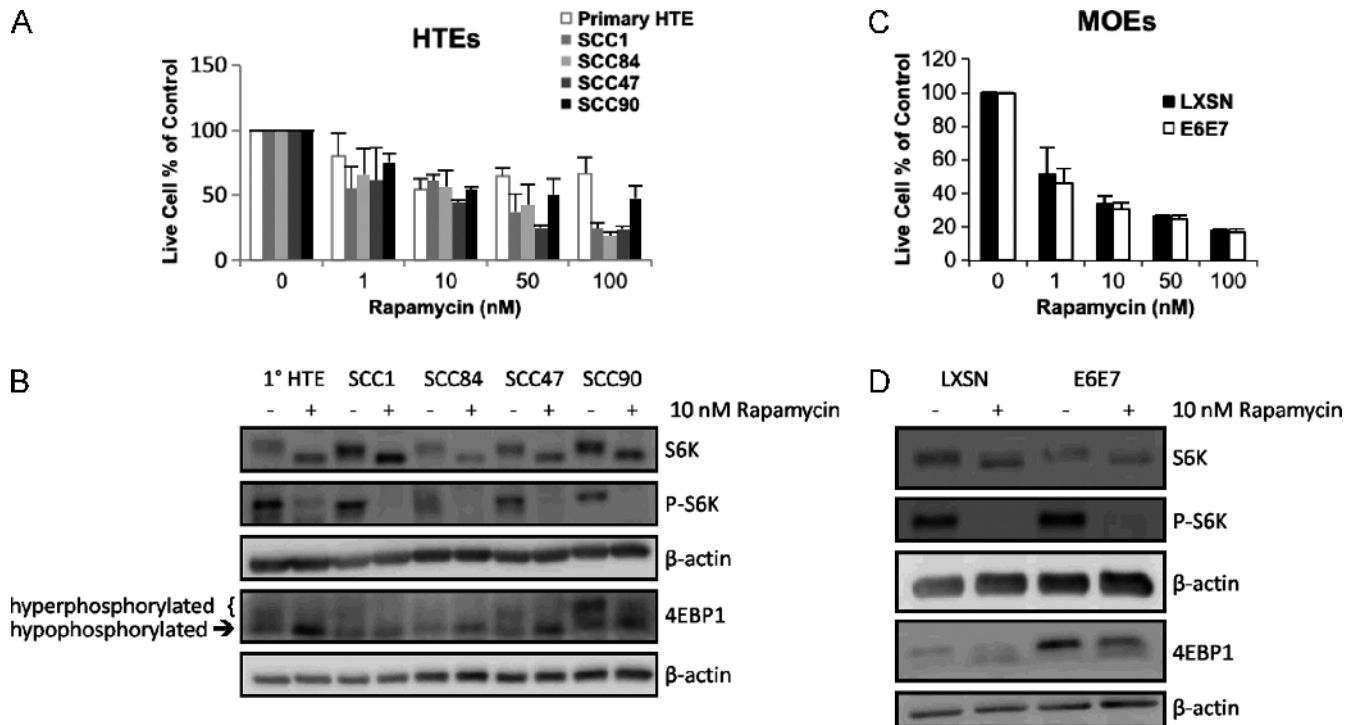 A
HTEs
Primary HTE
SCC1
SCC84
SCC47
SCC90
150
100
50
0
Live Cell % of Control
0 1 10 50 100
Rapamycin (nM)
C
MOEs
LXSN
E6E7
120
100
80
60
40
20
0
Live Cell % of Control
0 1 10 50 100
Rapamycin (nM)
B
1° HTE SCC1 SCC84 SCC47 SCC90
- + - + - + - + - + 10 nM Rapamycin
S6K
P-S6K
β-actin
hyperphosphorylated {
hypophosphorylated → 4EBP1
β-actin
D
LXSN E6E7
- + - + 10 nM Rapamycin
S6K
P-S6K
β-actin
4EBP1
β-actin